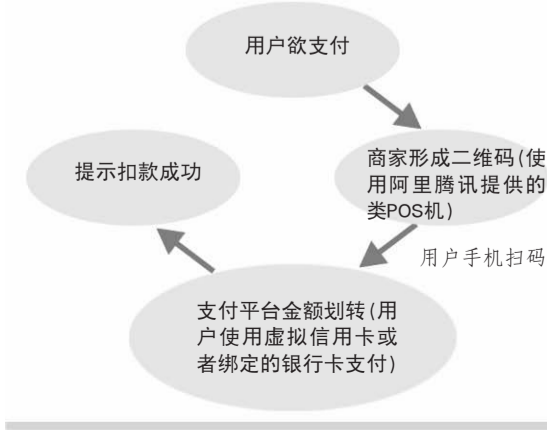 用户欲支付
商家形成二维码(使
用阿里腾讯提供的
类POS机)
用户手机扫码
支付平台金额划转(用
户使用虚拟信用卡或
者绑定的银行卡支付)
提示扣款成功